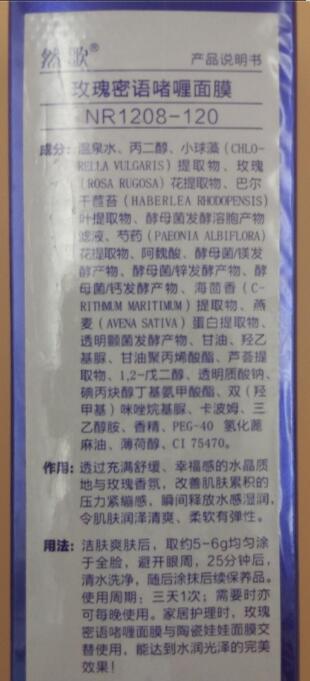 然歌®
产品说明书
玫瑰密语啫喱面膜
NR1208-120
成分：温泉水、丙二醇、小球藻(CHLO-
RELLA VULGARIS)提取物、玫瑰
(ROSA RUGOSA)花提取物、巴尔
干苣苔(HABERLEA RHODOPENSIS)
叶提取物、酵母菌发酵溶胞产物
滤液、芍药(PAEONIA ALBIFLORA)
花提取物、阿魏酸、酵母菌/镁发
酵产物、酵母菌/锌发酵产物、酵
母菌/钙发酵产物、海茴香(C-
RITHMUM MARITIMUM)提取物、燕
麦(AVENA SATIVA)蛋白提取物、
透明颤菌发酵产物、甘油、羟乙
基脲、甘油聚丙烯酸酯、芦荟提
取物、1,2-戊二醇、透明质酸钠、
碘丙炔醇丁基氨甲酸酯、双(羟
甲基)咪唑烷基脲、卡波姆、三
乙醇胺、香精、PEG-40 氢化蓖
麻油、薄荷醇、CI 75470。
作用：透过充满舒缓、幸福感的水晶质
地与玫瑰香氛，改善肌肤累积的
压力紧绷感，瞬间释放水感湿润，
令肌肤润泽清爽、柔软有弹性。
用法：洁肤爽肤后，取约5-6g均匀涂
于全脸，避开眼周，25分钟后，
清水洗净，随后涂抹后续保养品。
使用周期：三天1次；需要时亦
可每晚使用。家居护理时，玫瑰
密语啫喱面膜与陶瓷娃娃面膜交
替使用，能达到水润光泽的完美
效果！